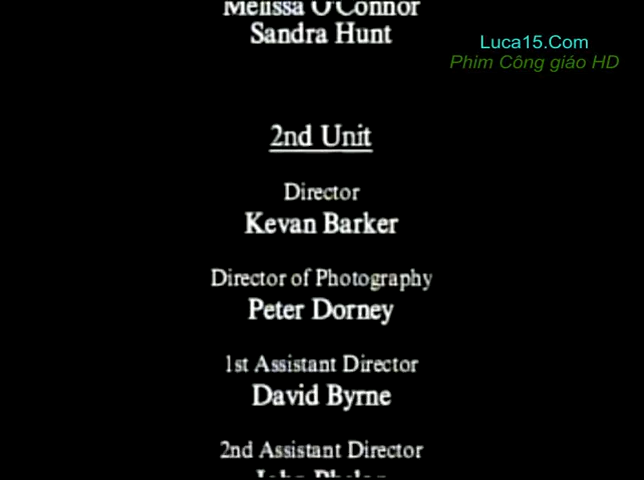 Melissa O'Connor
Sandra Hunt
Luca15.Com
Phim Công giáo HD
2nd Unit
Director
Kevan Barker
Director of Photography
Peter Dorney
1st Assistant Director
David Byrne
2nd Assistant Director